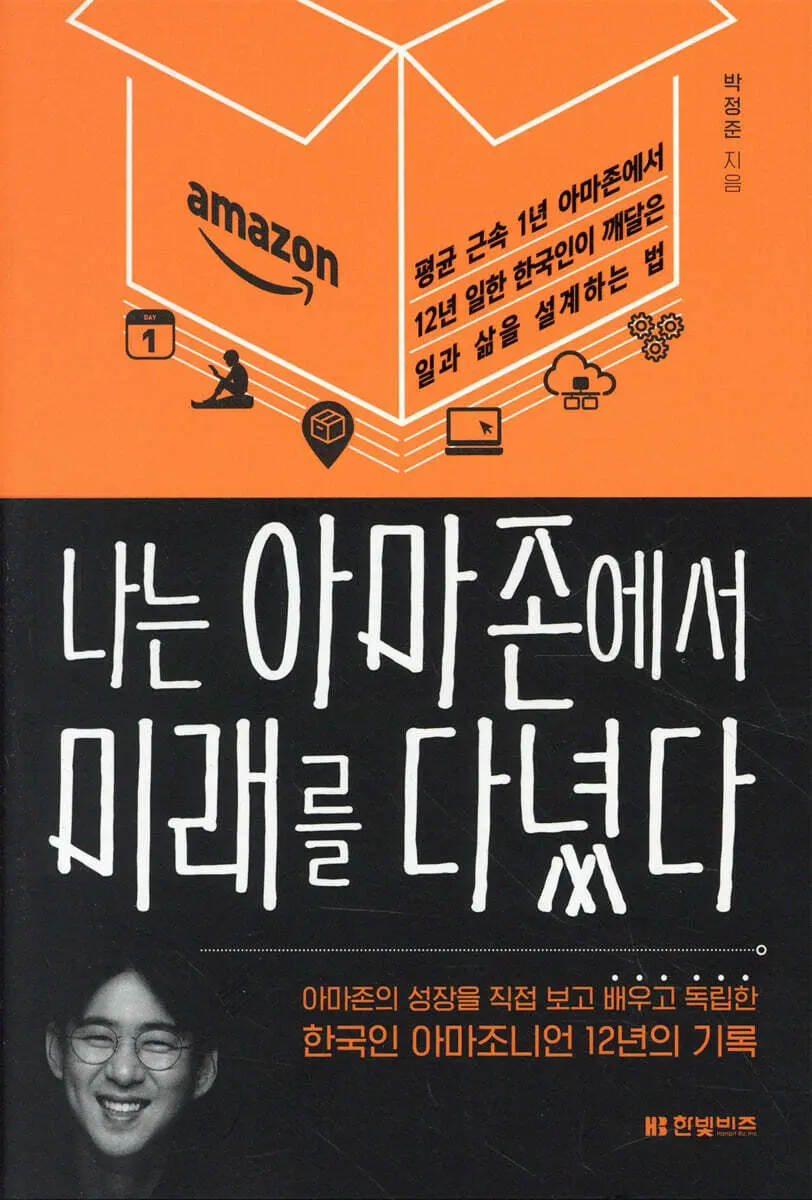 박정준 지음
amazon
평균 근속 1년 아마존에서
12년 일한 한국인이 깨달은
일과 삶을 설계하는 법
DAY
1
나는 아마존에서
미래를 다녔다
아마존의 성장을 직접 보고 배우고 독립한
한국인 아마조니언 12년의 기록
HB 한빛비즈
Hanbit Biz, Inc.